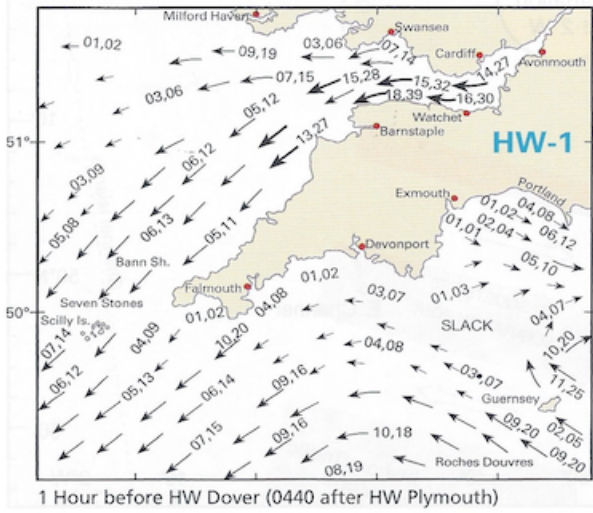 Milford Haven
Swansea
01,02
09,19
03,06
07,14
Cardiff
14,27
Avonmouth
03,06
07,15
15,28
15,32
05,12
18,39
16,30
Watchet
51°
13,27
Barnstaple
HW-1
06,12
03,09
Exmouth
Portland
01,02
04,08
05,08
06,13
05,11
01,01
02,04
06,12
Bann Sh.
Devonport
05,10
Falmouth
01,02
Seven Stones
04,08
03,07
01,03
50°
Scilly Is.
01,02
04,07
SLACK
07,14
04,09
10,20
04,08
10,20
06,12
05,13
06,14
09,16
03,07
11,25
Guernsey
07,15
09,16
10,18
09,20
02,05
08,19
Roches Douvres
09,20
1 Hour before HW Dover (0440 after HW Plymouth)